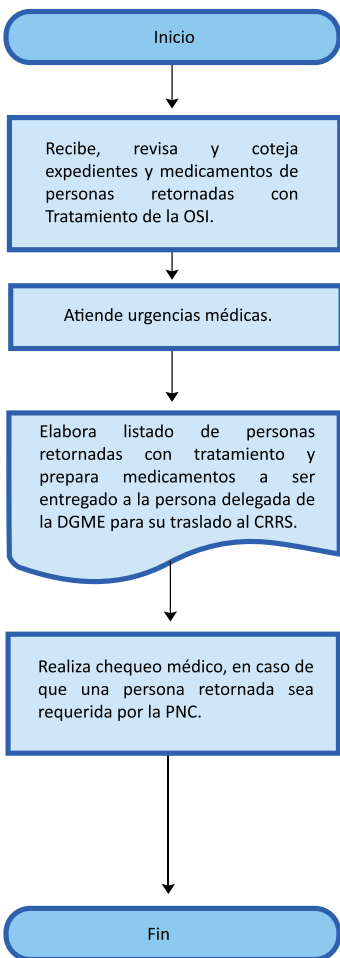 Inicio
Recibe, revisa y coteja
expedientes y medicamentos de
personas retornadas con
Tratamiento de la OSI.
Atiende urgencias médicas.
Elabora listado de personas
retornadas con tratamiento y
prepara medicamentos a ser
entregado a la persona delegada de
la DGME para su traslado al CRRS.
Realiza chequeo médico, en caso de
que una persona retornada sea
requerida por la PNC.
Fin